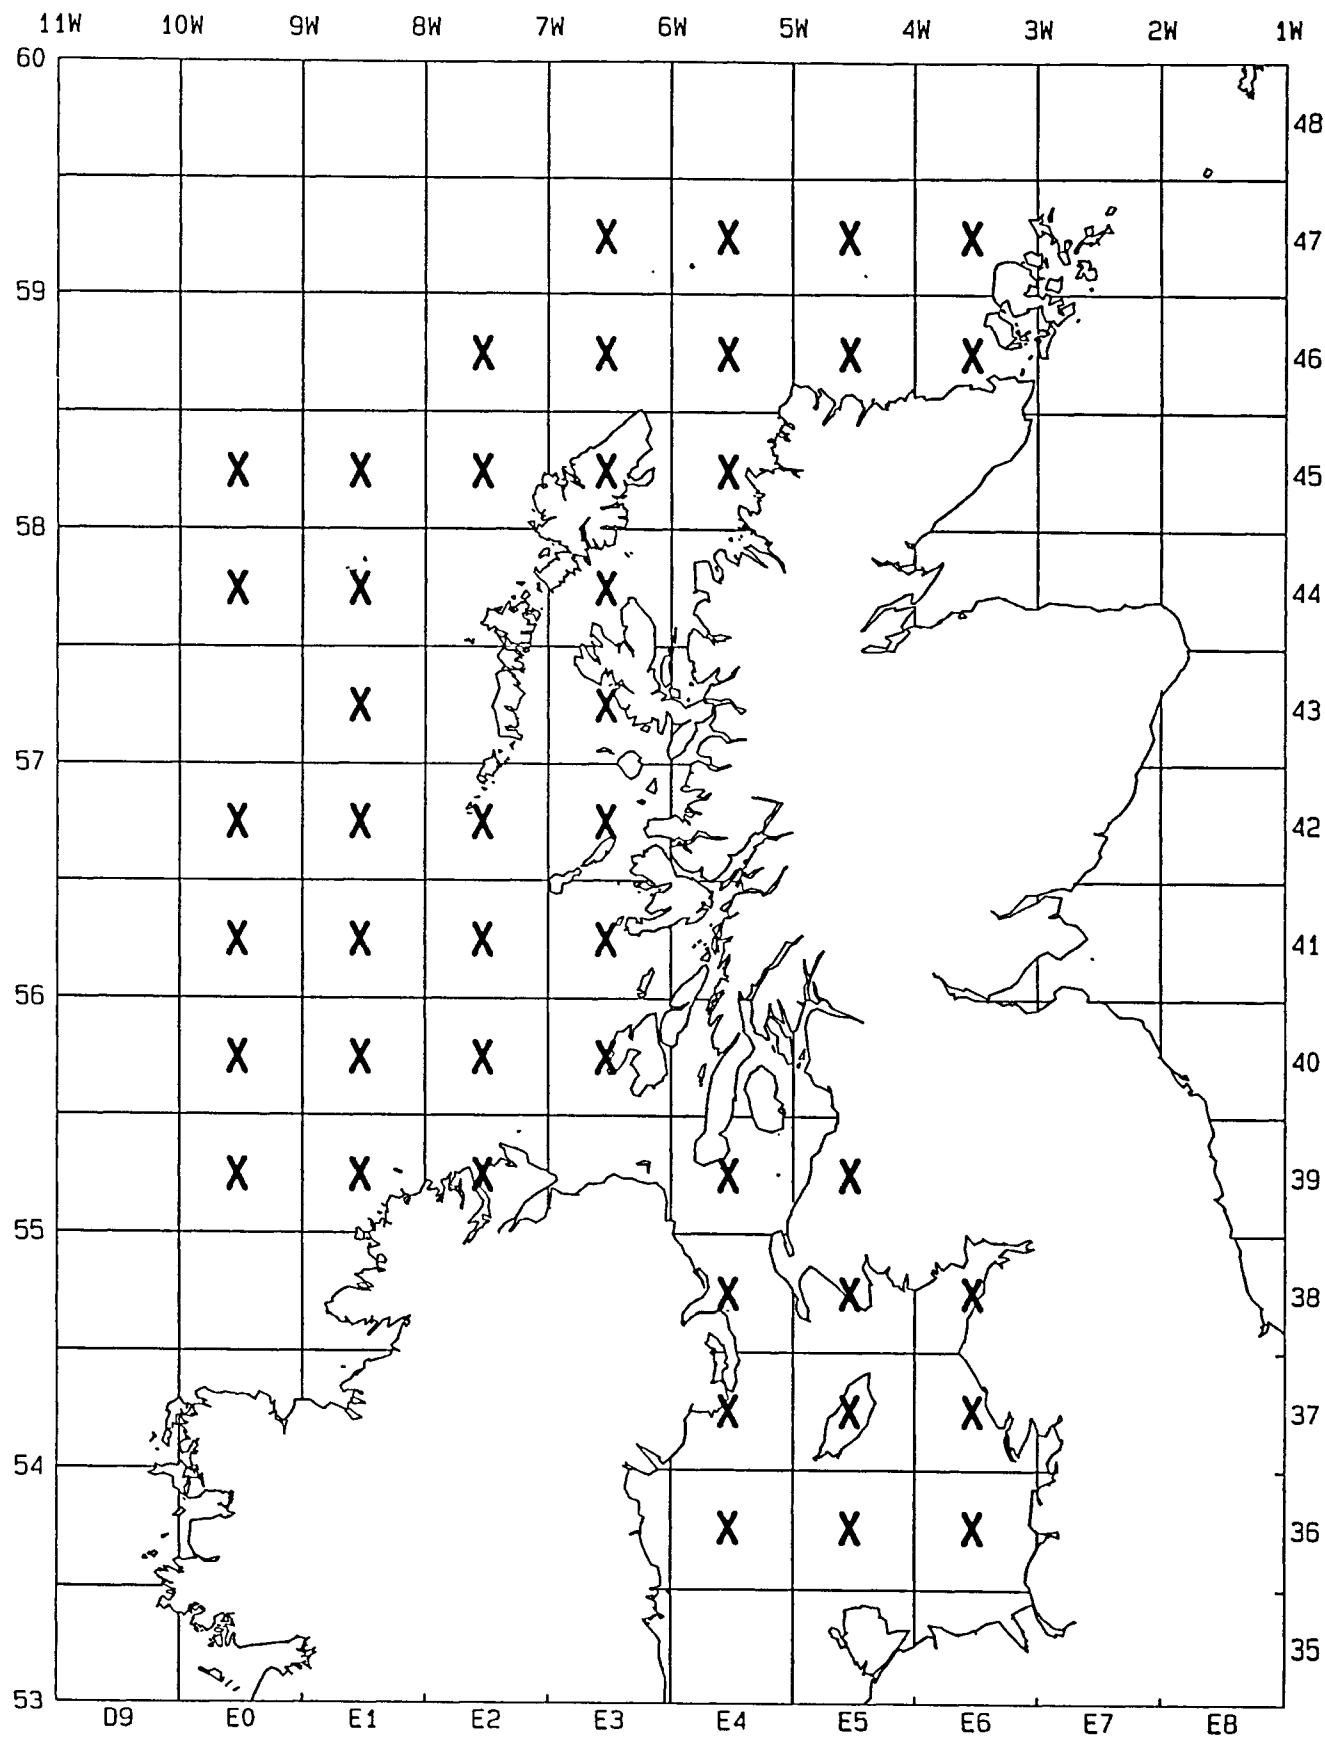 11W 10W 9W 8W 7W 6W 5W 4W 3W 2W 1W
60
48
X X X X 47
59
X X X X X 46
X X X X X 45
58
X X X 44
X X 43
57
X X X X 42
X X X X 41
56
X X X X 40
X X X X X 39
55
X X X 38
X X X 37
54
X X X 36
35
53
D9 E0 E1 E2 E3 E4 E5 E6 E7 E8